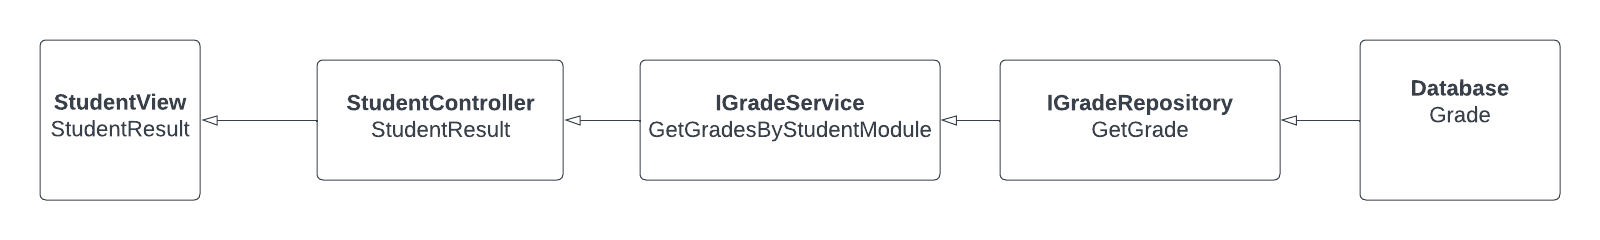 StudentView
StudentResult
StudentController
StudentResult
IGradeService
GetGradesByStudentModule
IGradeRepository
GetGrade
Database
Grade